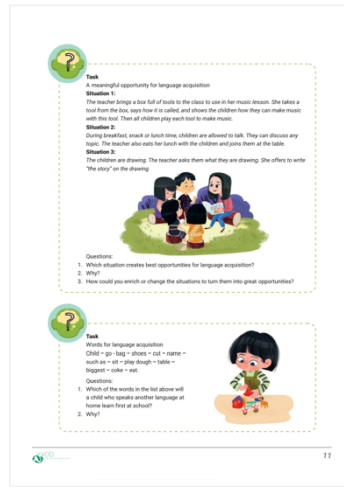 Task
A meaningful opportunity for language acquisition
Situation 1:
The teacher brings a box full of tools to the class to use in her music lesson. She takes a
tool from the box, says how it is called, and shows the children how they can make music
with this tool. Then all children play each tool to make music.
Situation 2:
During breakfast, snack or lunch time, children are allowed to talk. They can discuss any
topic. The teacher also eats her lunch with the children and joins them at the table.
Situation 3:
The children are drawing. The teacher asks them what they are drawing. She offers to write
"the story" on the drawing.
Questions:
1. Which situation creates best opportunities for language acquisition?
2. Why?
3. How could you enrich or change the situations to turn them into great opportunities?
Task
Words for language acquisition
Child – go - bag – shoes – cut – name –
such as – sit – play dough – table –
biggest – coke – eat.
Questions:
1. Which of the words in the list above will
a child who speaks another language at
home learn first at school?
2. Why?
11